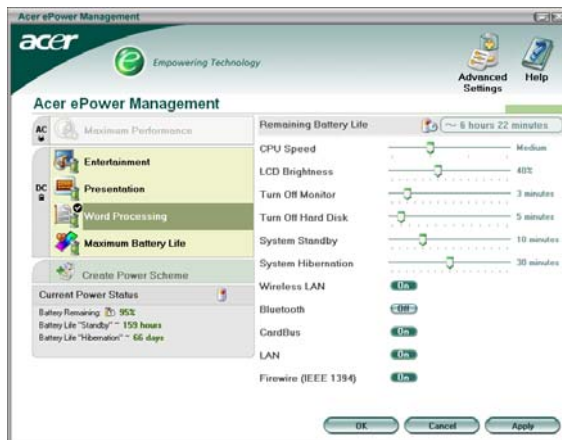 Acer ePower Management
acer
e Empowering Technology
Advanced Settings
Help
Acer ePower Management
AC
Maximum Performance
DC
Entertainment
Presentation
Word Processing
Maximum Battery Life
Create Power Scheme
Current Power Status
Battery Remaining: 95%
Battery Life "Standby" ~ 159 hours
Battery Life "Hibernation" ~ 66 days
Remaining Battery Life ~ 6 hours 22 minutes
CPU Speed Medium
LCD Brightness 40%
Turn Off Monitor 3 minutes
Turn Off Hard Disk 5 minutes
System Standby 10 minutes
System Hibernation 30 minutes
Wireless LAN On
Bluetooth Off
CardBus On
LAN On
Firewire (IEEE 1394) On
OK Cancel Apply